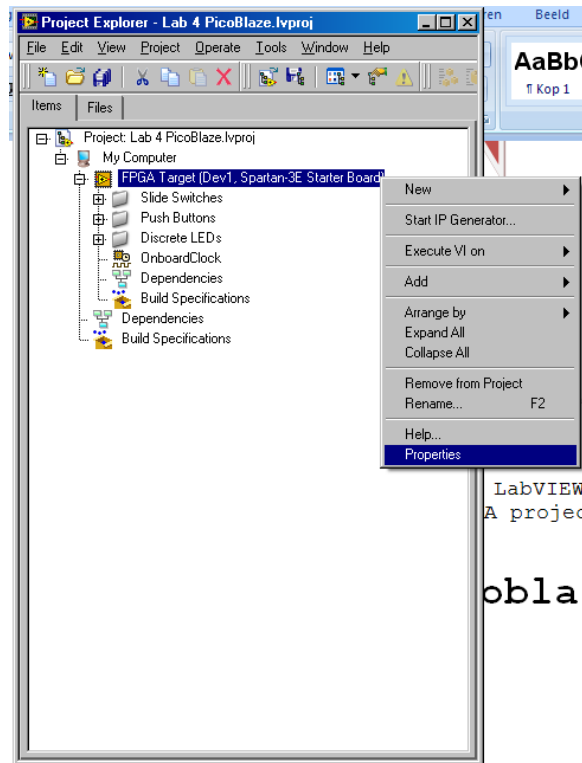 Project Explorer - Lab 4 PicoBlaze.lvproj
File Edit View Project Operate Tools Window Help
Items Files
Project: Lab 4 PicoBlaze.lvproj
My Computer
FPGA Target (Dev1, Spartan-3E Starter Board)
Slide Switches
Push Buttons
Discrete LEDs
OnboardClock
Dependencies
Build Specifications
Dependencies
Build Specifications
New
Start IP Generator...
Execute VI on
Add
Arrange by
Expand All
Collapse All
Remove from Project
Rename... F2
Help...
Properties
ren Beeld
AaBb
¶ Kop 1
LabVIEW
A projec
obla